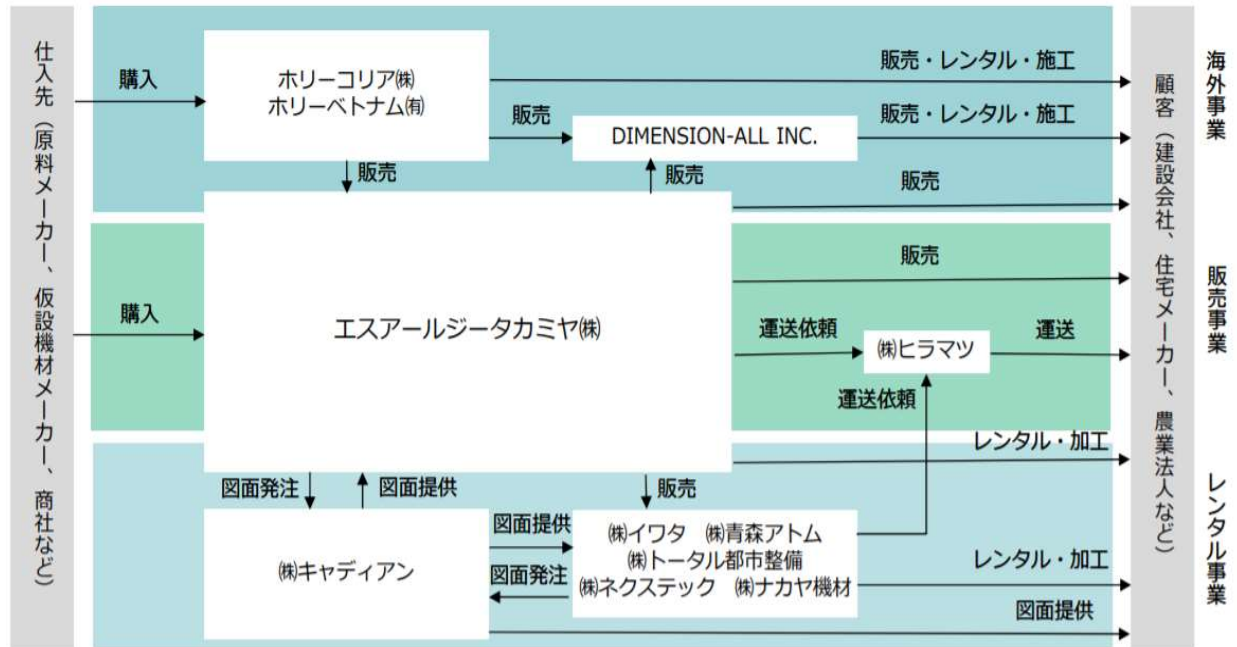 仕入先（原料メーカー、仮設機材メーカー、商社など）
購入
ホリーコリア㈱
ホリーベトナム㈲
販売・レンタル・施工
販売
DIMENSION-ALL INC.
販売・レンタル・施工
販売
販売
販売
海外事業
顧客（建設会社、住宅メーカー、農業法人など）
購入
エスアールジータカミヤ㈱
販売
運送依頼
㈱ヒラマツ
運送
運送依頼
販売事業
レンタル・加工
図面発注
図面提供
販売
㈱キャディアン
図面提供
図面発注
㈱イワタ ㈱青森アトム
㈱トータル都市整備
㈱ネクステック ㈱ナカヤ機材
レンタル・加工
図面提供
レンタル事業